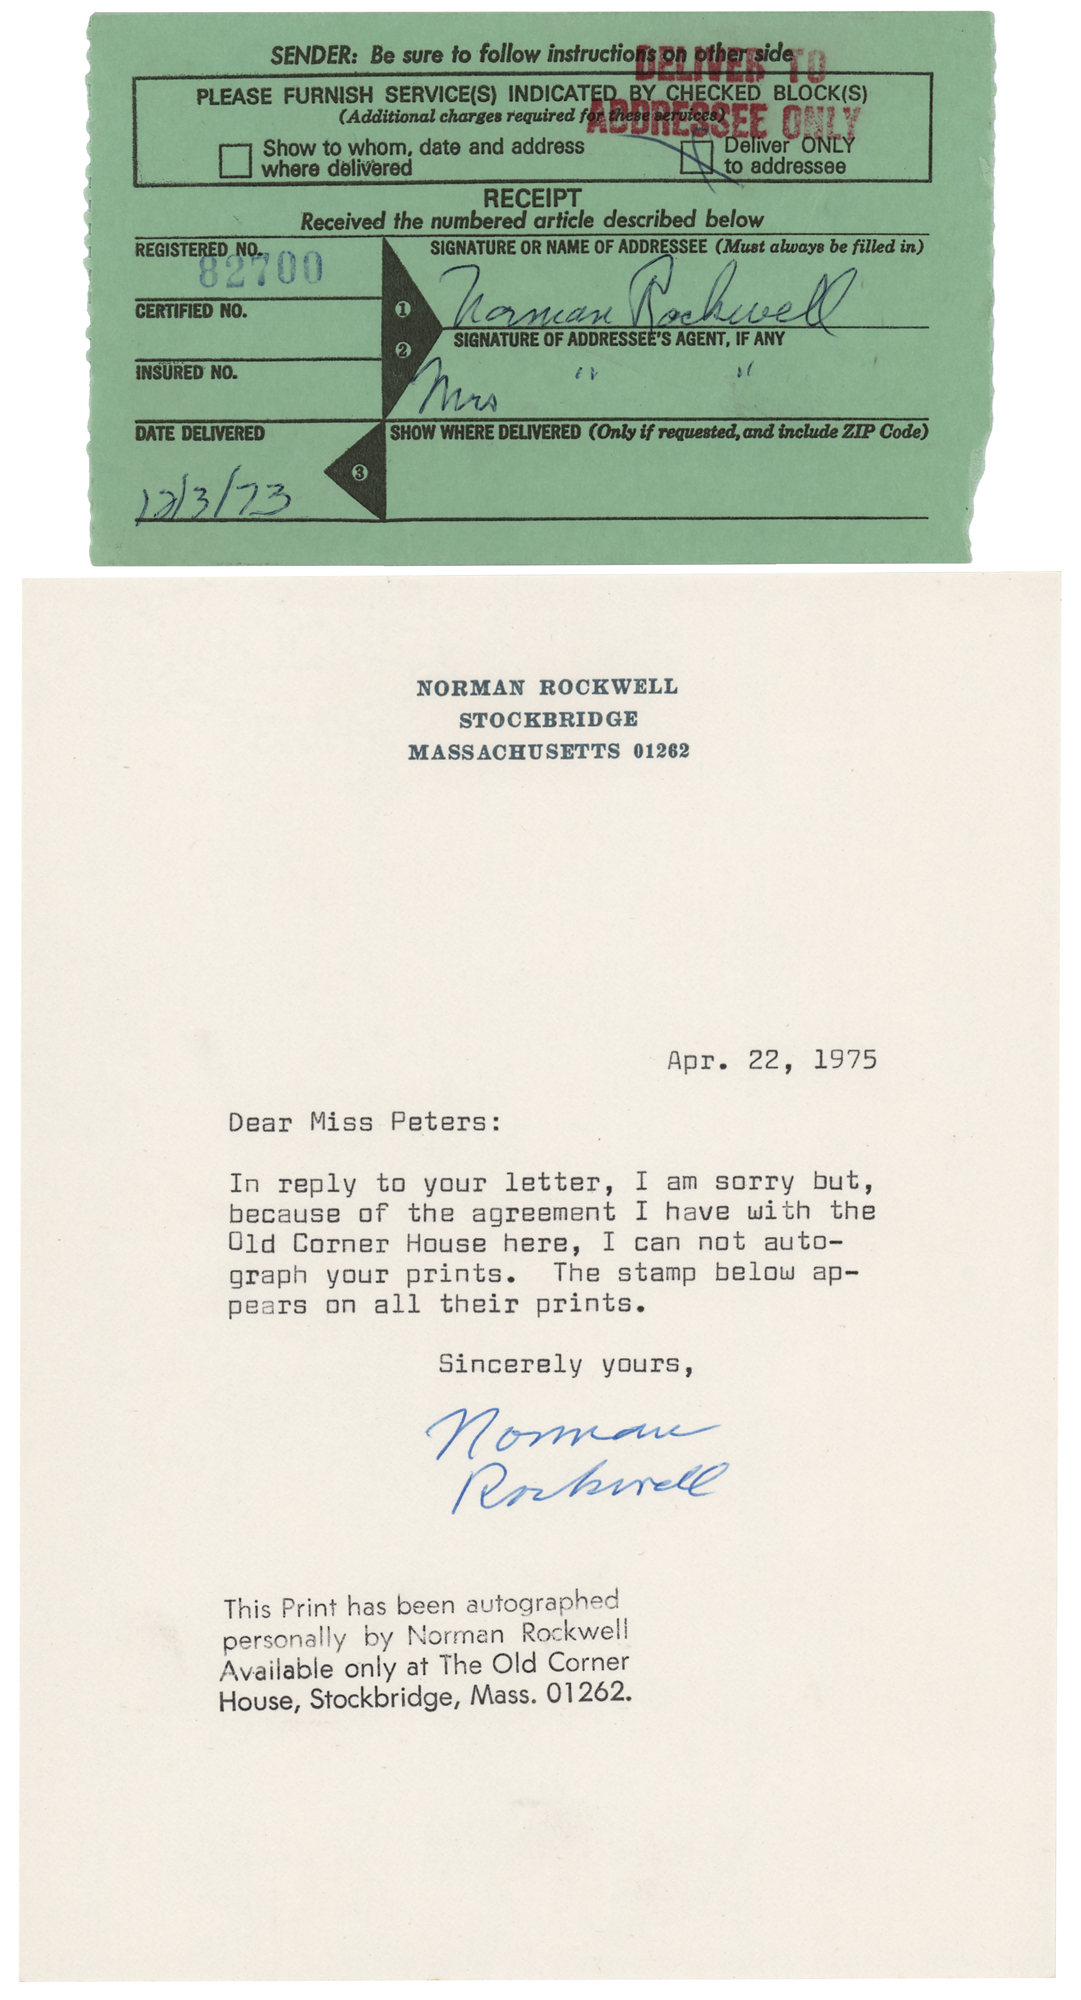 SENDER: Be sure to follow instructions on other side
DELIVER TO
ADDRESSEE ONLY
PLEASE FURNISH SERVICE(S) INDICATED BY CHECKED BLOCK(S)
(Additional charges required for these services)
Show to whom, date and address
where delivered
Deliver ONLY
to addressee
RECEIPT
Received the numbered article described below
REGISTERED NO.
82700
SIGNATURE OR NAME OF ADDRESSEE (Must always be filled in)
1
Norman Rockwell
CERTIFIED NO.
2
SIGNATURE OF ADDRESSEE'S AGENT, IF ANY
Mrs " "
INSURED NO.
DATE DELIVERED
12/3/73
3
SHOW WHERE DELIVERED (Only if requested, and include ZIP Code)
NORMAN ROCKWELL
STOCKBRIDGE
MASSACHUSETTS 01262
Apr. 22, 1975
Dear Miss Peters:
In reply to your letter, I am sorry but,
because of the agreement I have with the
Old Corner House here, I can not auto-
graph your prints.  The stamp below ap-
pears on all their prints.
Sincerely yours,
Norman
Rockwell
This Print has been autographed
personally by Norman Rockwell
Available only at The Old Corner
House, Stockbridge, Mass. 01262.